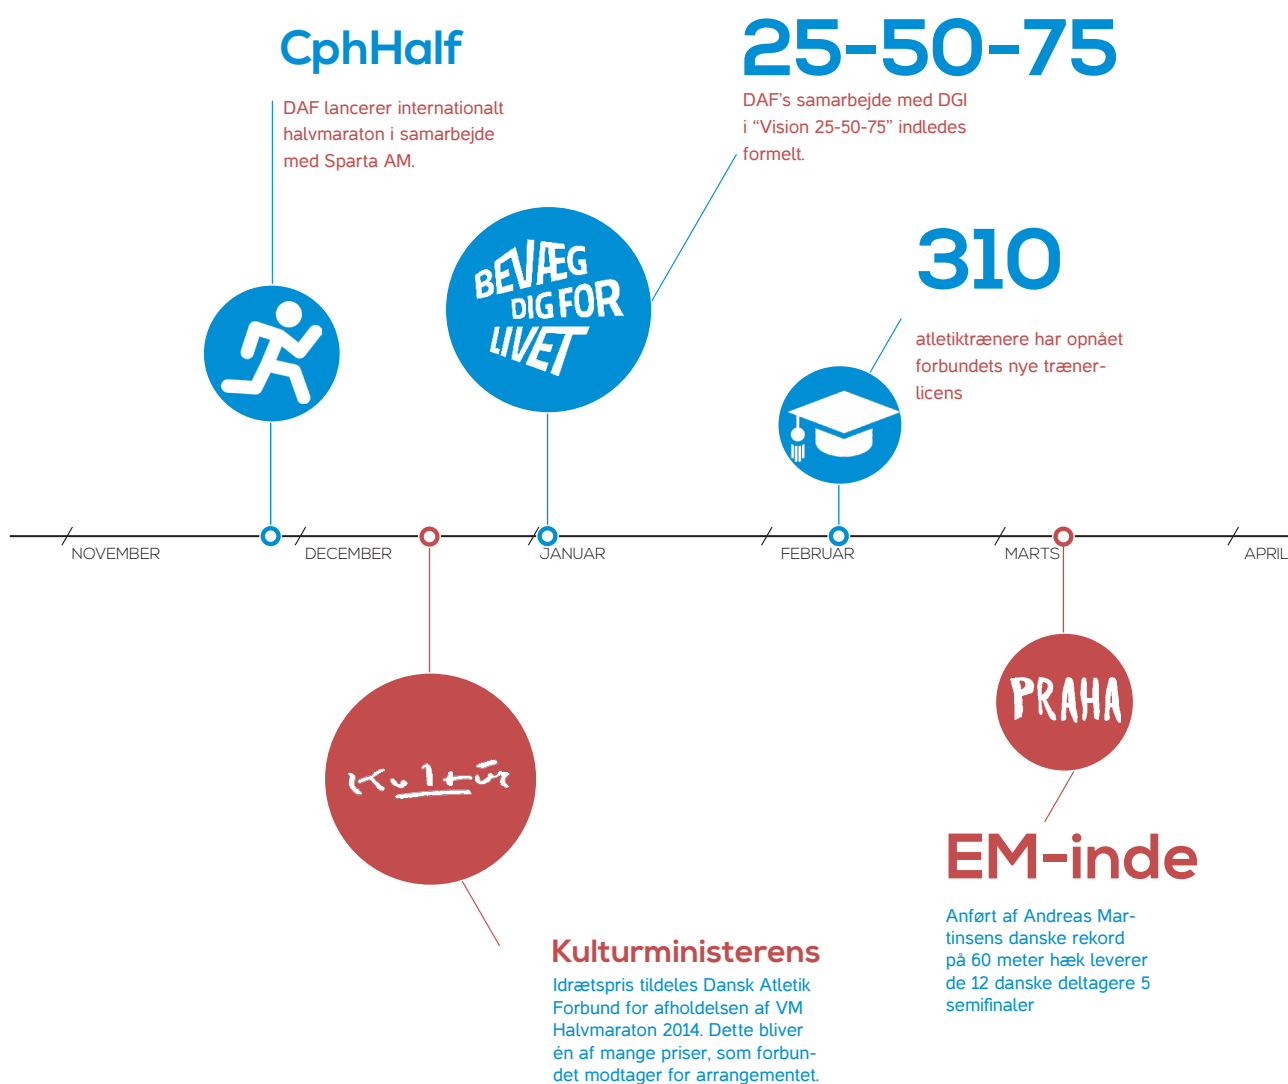 CphHalf
DAF lancerer internationalt
halvmaraton i samarbejde
med Sparta AM.
25-50-75
DAF's samarbejde med DGI
i “Vision 25-50-75” indledes
formelt.
BEVÆG
DIG FOR
LIVET
310
atletiktrænere har opnået
forbundets nye træner-
licens
NOVEMBER
DECEMBER
JANUAR
FEBRUAR
MARTS
APRIL
Kultur
PRAHA
EM-inde
Anført af Andreas Mar-
tinsens danske rekord
på 60 meter hæk leverer
de 12 danske deltagere 5
semifinaler
Kulturministerens
Idrætspris tildeles Dansk Atletik
Forbund for afholdelsen af VM
Halvmaraton 2014. Dette bliver
én af mange priser, som forbun-
det modtager for arrangementet.